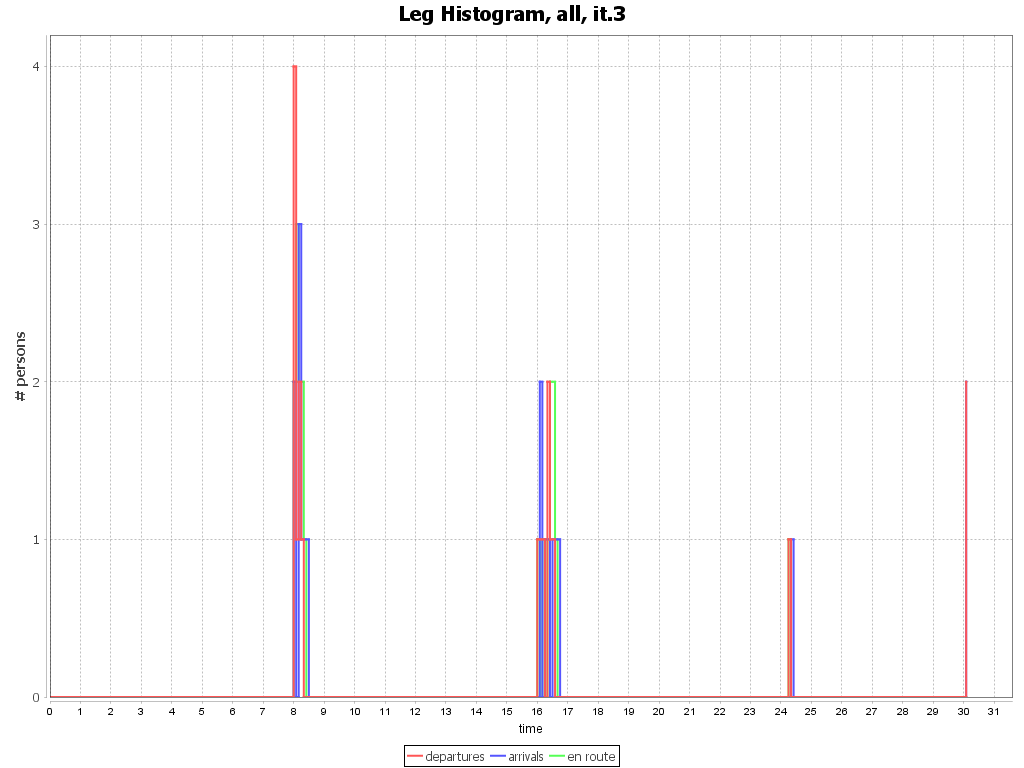 Leg Histogram, all, it.3
# persons
4
3
2
1
0
0 1 2 3 4 5 6 7 8 9 10 11 12 13 14 15 16 17 18 19 20 21 22 23 24 25 26 27 28 29 30 31
time
departures arrivals en route